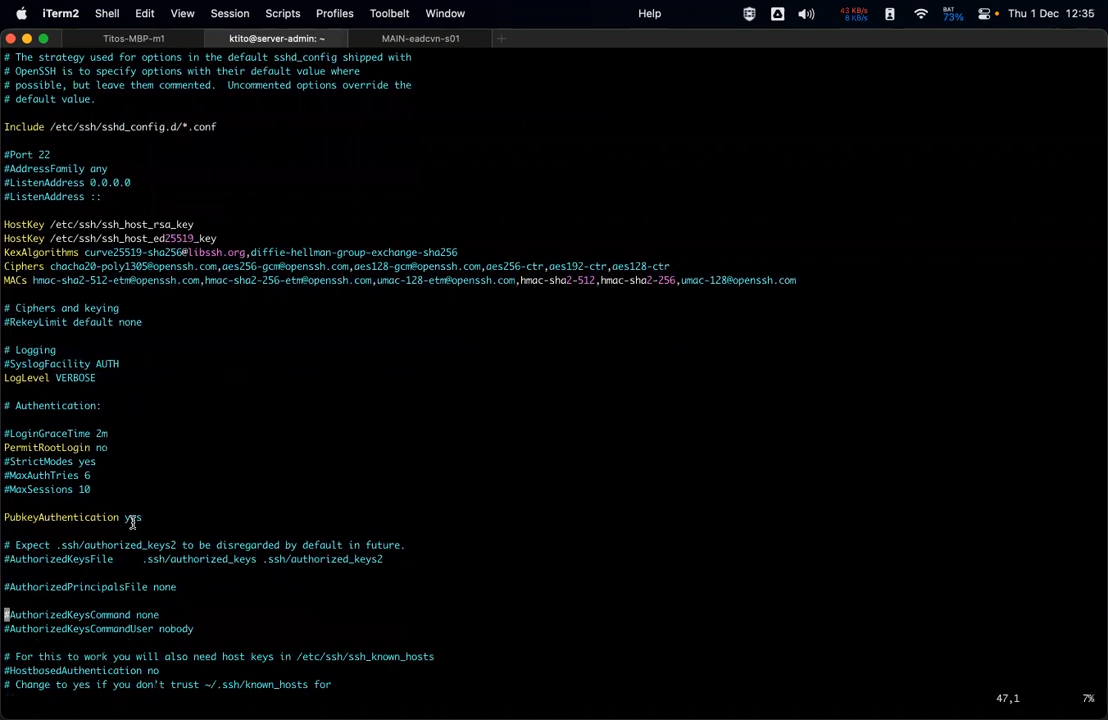 iTerm2 Shell Edit View Session Scripts Profiles Toolbelt Window Help 43 KB/s 8 KB/s BAT 73% Thu 1 Dec 12:35
Titos-MBP-m1 ktito@server-admin: ~ MAIN-eadcvn-s01
# The strategy used for options in the default sshd_config shipped with
# OpenSSH is to specify options with their default value where
# possible, but leave them commented.  Uncommented options override the
# default value.
Include /etc/ssh/sshd_config.d/*.conf
#Port 22
#AddressFamily any
#ListenAddress 0.0.0.0
#ListenAddress ::
HostKey /etc/ssh/ssh_host_rsa_key
HostKey /etc/ssh/ssh_host_ed25519_key
KexAlgorithms curve25519-sha256@libssh.org,diffie-hellman-group-exchange-sha256
Ciphers chacha20-poly1305@openssh.com,aes256-gcm@openssh.com,aes128-gcm@openssh.com,aes256-ctr,aes192-ctr,aes128-ctr
MACs hmac-sha2-512-etm@openssh.com,hmac-sha2-256-etm@openssh.com,umac-128-etm@openssh.com,hmac-sha2-512,hmac-sha2-256,umac-128@openssh.com
# Ciphers and keying
#RekeyLimit default none
# Logging
#SyslogFacility AUTH
LogLevel VERBOSE
# Authentication:
#LoginGraceTime 2m
PermitRootLogin no
#StrictModes yes
#MaxAuthTries 6
#MaxSessions 10
PubkeyAuthentication yes
# Expect .ssh/authorized_keys2 to be disregarded by default in future.
#AuthorizedKeysFile     .ssh/authorized_keys .ssh/authorized_keys2
#AuthorizedPrincipalsFile none
#AuthorizedKeysCommand none
#AuthorizedKeysCommandUser nobody
# For this to work you will also need host keys in /etc/ssh/ssh_known_hosts
#HostbasedAuthentication no
# Change to yes if you don't trust ~/.ssh/known_hosts for
47,1 7%